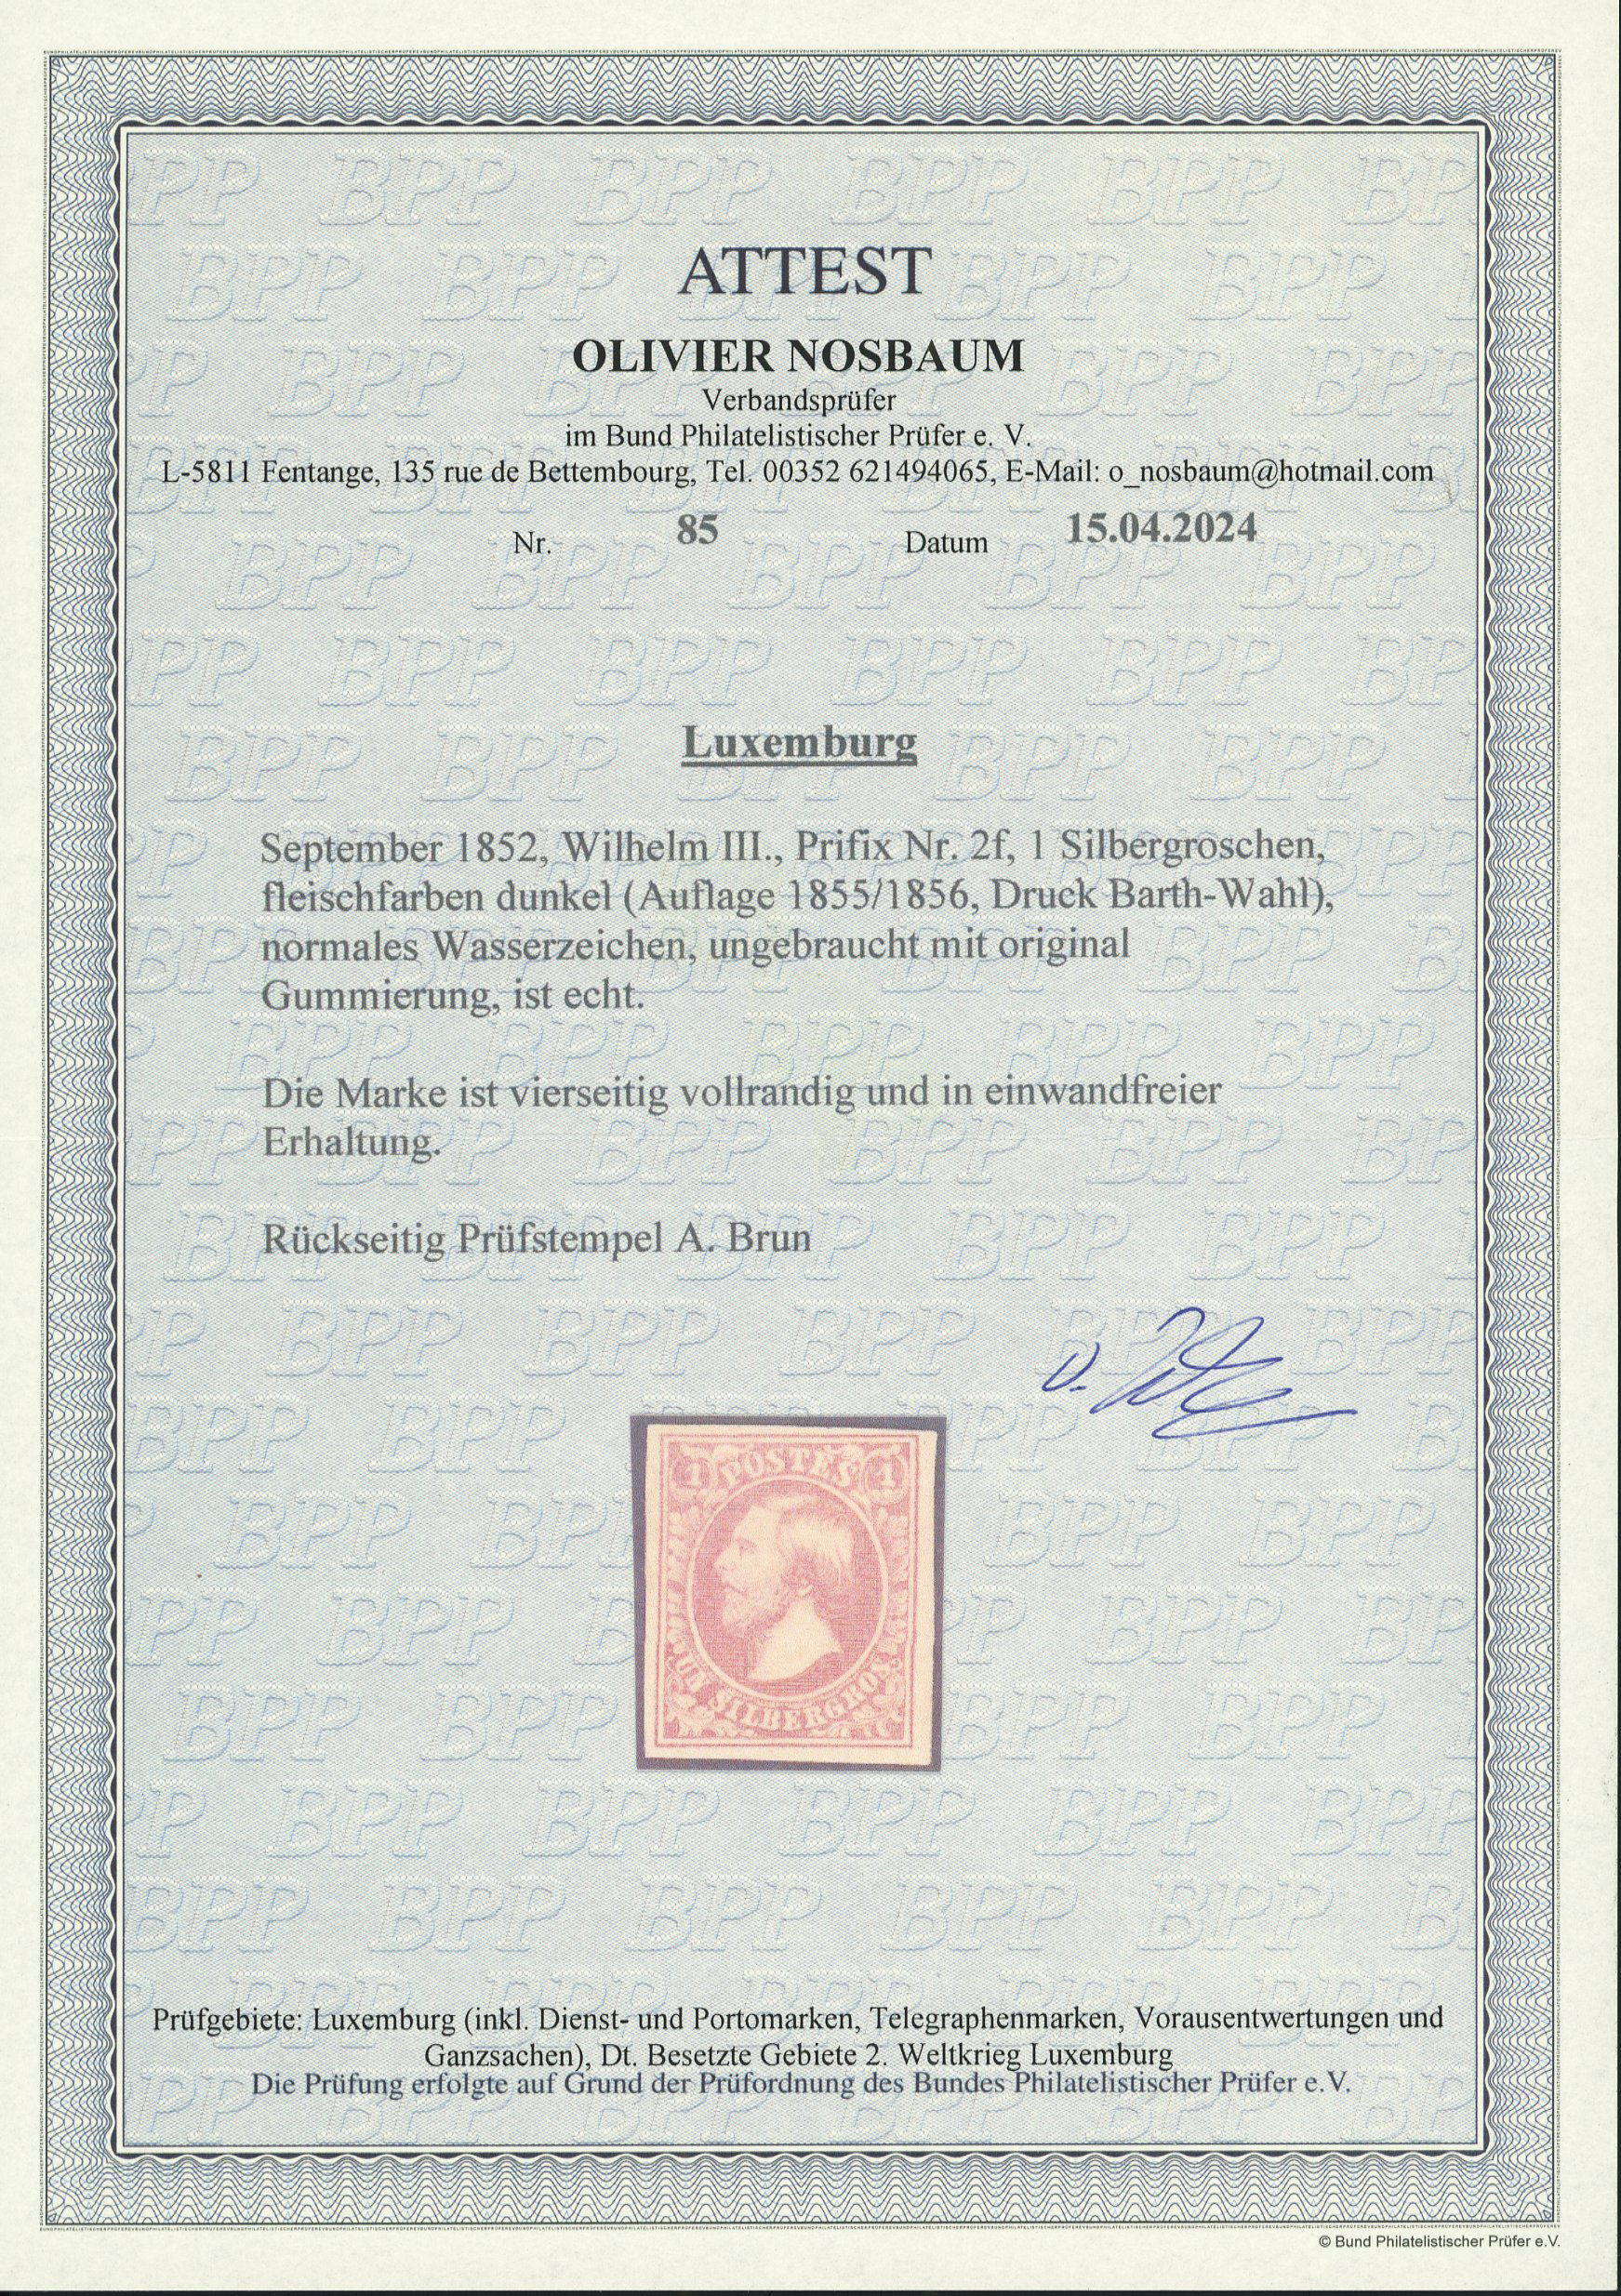 ATTEST
OLIVIER NOSBAUM
Verbandsprüfer
im Bund Philatelistischer Prüfer e. V.
L-5811 Fentange, 135 rue de Bettembourg, Tel. 00352 621494065, E-Mail: o_nosbaum@hotmail.com
Nr. 85 Datum 15.04.2024
Luxemburg
September 1852, Wilhelm III., Prifix Nr. 2f, 1 Silbergroschen,
fleischfarben dunkel (Auflage 1855/1856, Druck Barth-Wahl),
normales Wasserzeichen, ungebraucht mit original
Gummierung, ist echt.
Die Marke ist vierseitig vollrandig und in einwandfreier
Erhaltung.
Rückseitig Prüfstempel A. Brun
1 POSTES 1
UN SILBERGROS
Prüfgebiete: Luxemburg (inkl. Dienst- und Portomarken, Telegraphenmarken, Vorausentwertungen und
Ganzsachen), Dt. Besetzte Gebiete 2. Weltkrieg Luxemburg
Die Prüfung erfolgte auf Grund der Prüfordnung des Bundes Philatelistischer Prüfer e.V.
© Bund Philatelistischer Prüfer e.V.